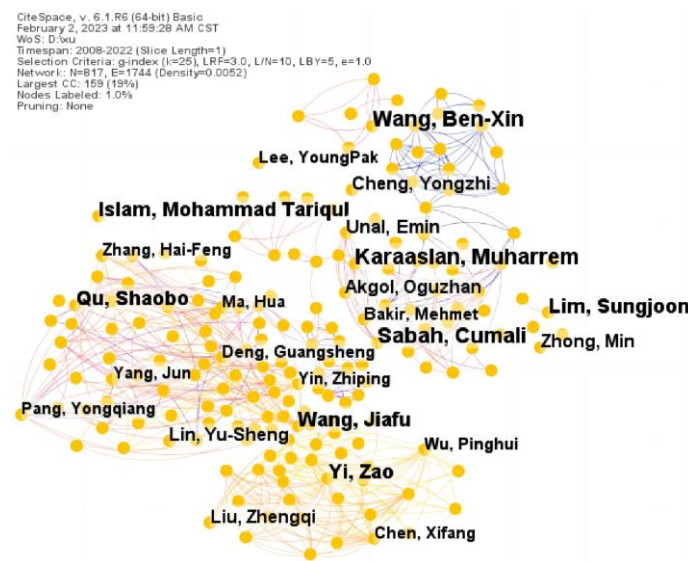 CiteSpace, v. 6.1.R6 (64-bit) Basic
February 2, 2023 at 11:59:28 AM CST
WoS: D:\xu
Timespan: 2008-2022 (Slice Length=1)
Selection Criteria: g-index (k=25), LRF=3.0, L/N=10, LBY=5, e=1.0
Network: N=817, E=1744 (Density=0.0052)
Largest CC: 159 (19%)
Nodes Labeled: 1.0%
Pruning: None
Wang, Ben-Xin
Lee, YoungPak
Cheng, Yongzhi
Islam, Mohammad Tariqul
Unal, Emin
Zhang, Hai-Feng
Karaaslan, Muharrem
Akgol, Oguzhan
Qu, Shaobo
Ma, Hua
Lim, Sungjoon
Bakir, Mehmet
Sabah, Cumali
Zhong, Min
Deng, Guangsheng
Yang, Jun
Yin, Zhiping
Pang, Yongqiang
Wang, Jiafu
Lin, Yu-Sheng
Wu, Pinghui
Yi, Zao
Liu, Zhengqi
Chen, Xifang